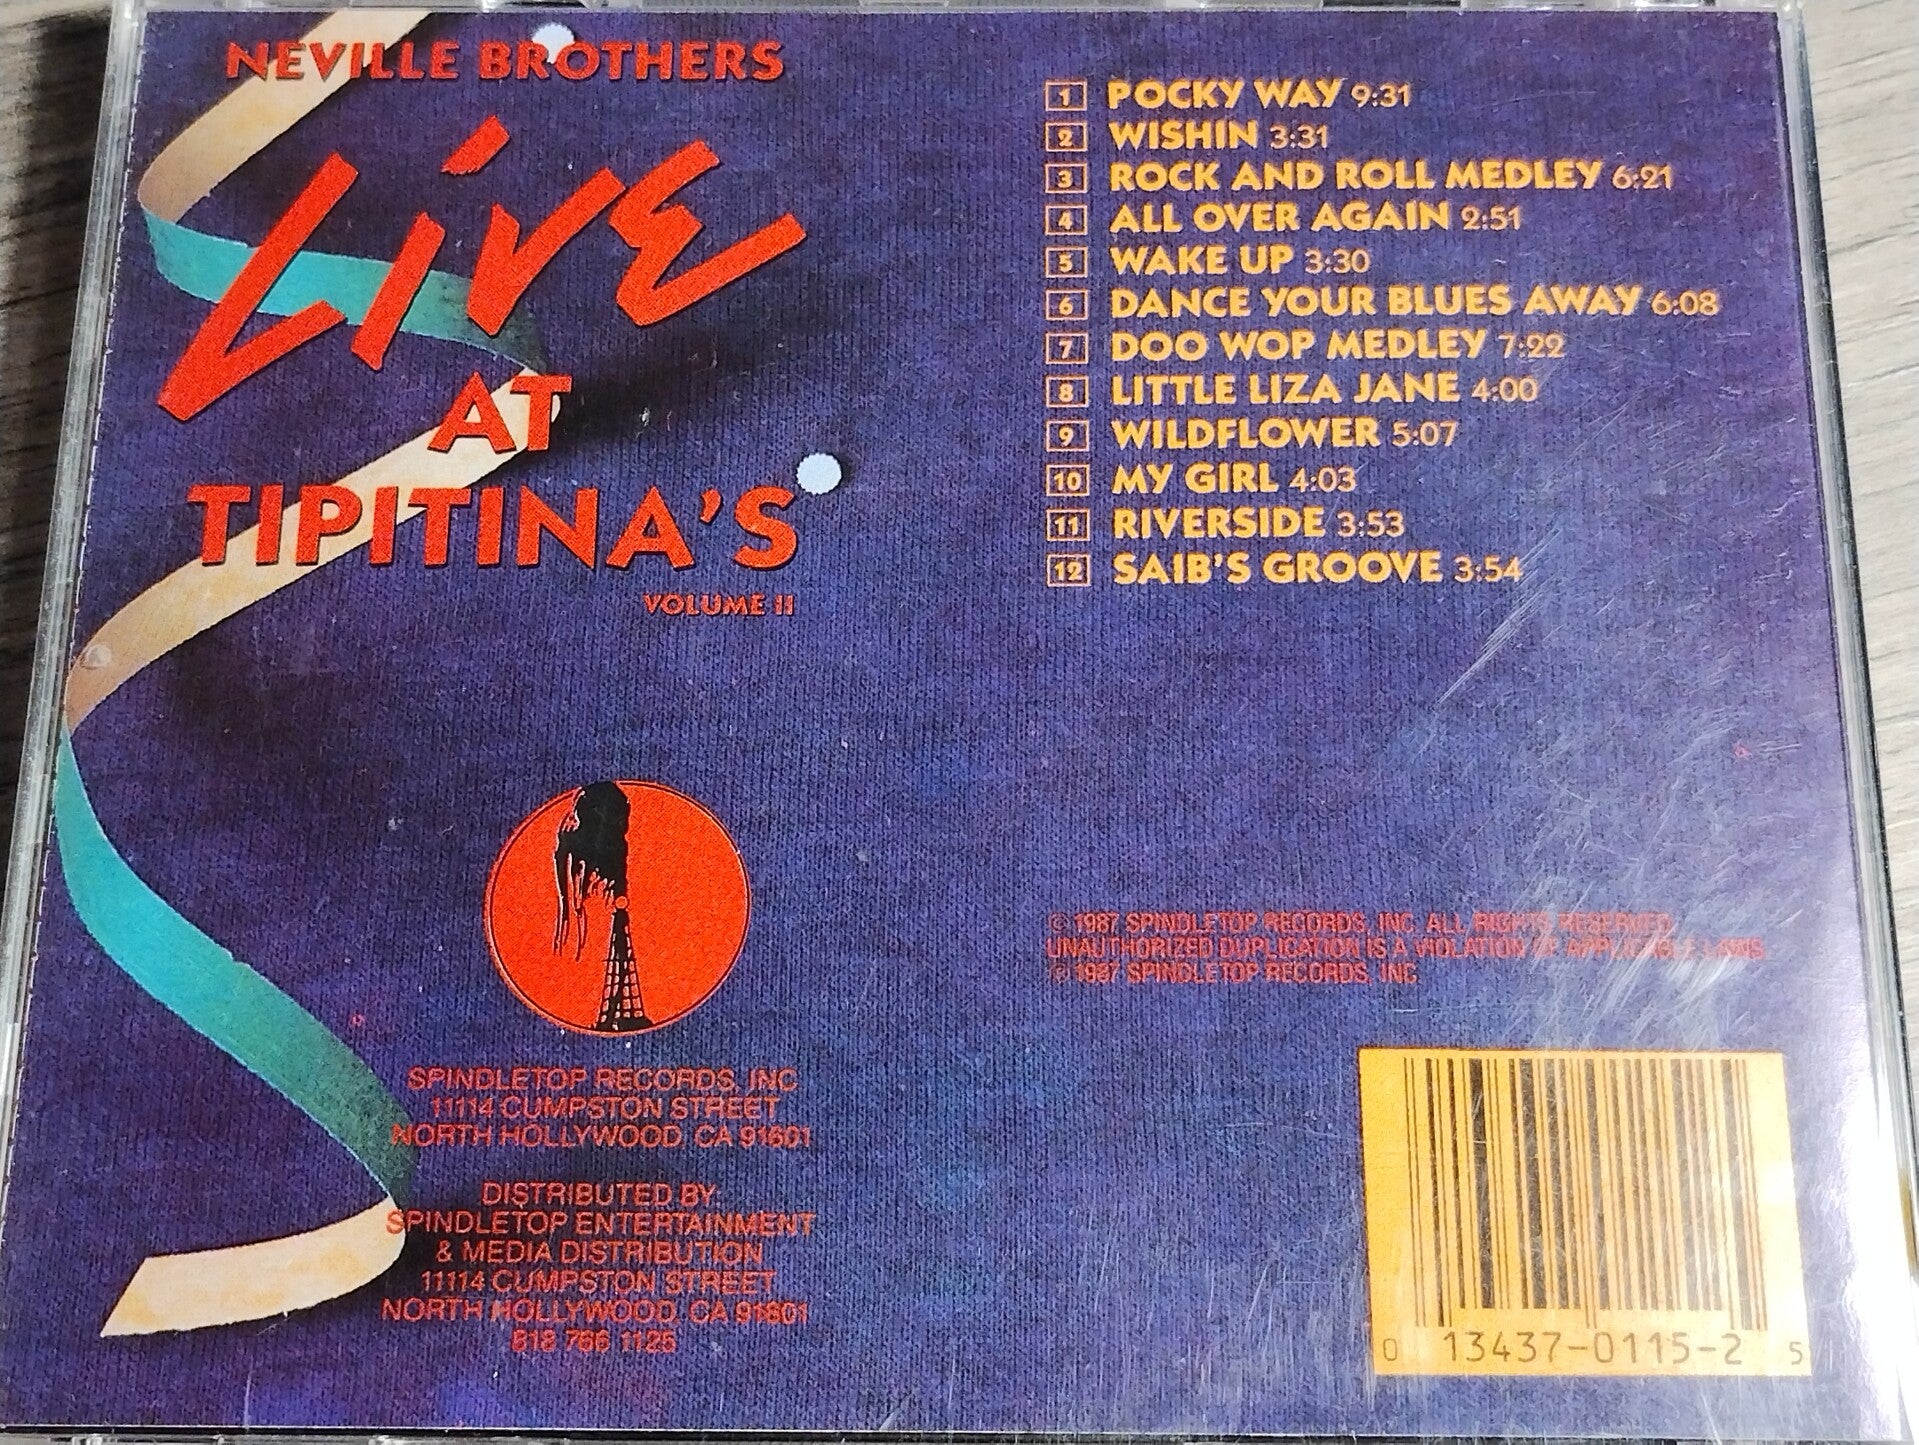 NEVILLE BROTHERS
Live
AT
TIPITINA'S
VOLUME II
1 POCKY WAY 9:31
2 WISHIN 3:31
3 ROCK AND ROLL MEDLEY 6:21
4 ALL OVER AGAIN 2:51
5 WAKE UP 3:30
6 DANCE YOUR BLUES AWAY 6:08
7 DOO WOP MEDLEY 7:22
8 LITTLE LIZA JANE 4:00
9 WILDFLOWER 5:07
10 MY GIRL 4:03
11 RIVERSIDE 3:53
12 SAIB'S GROOVE 3:54
SPINDLETOP RECORDS, INC.
11114 CUMPSTON STREET
NORTH HOLLYWOOD, CA 91601
DISTRIBUTED BY:
SPINDLETOP ENTERTAINMENT
& MEDIA DISTRIBUTION
11114 CUMPSTON STREET
NORTH HOLLYWOOD, CA 91601
818 766 1125
© 1987 SPINDLETOP RECORDS, INC. ALL RIGHTS RESERVED.
UNAUTHORIZED DUPLICATION IS A VIOLATION OF APPLICABLE LAWS.
℗ 1987 SPINDLETOP RECORDS, INC.
0 13437-0115-2 5